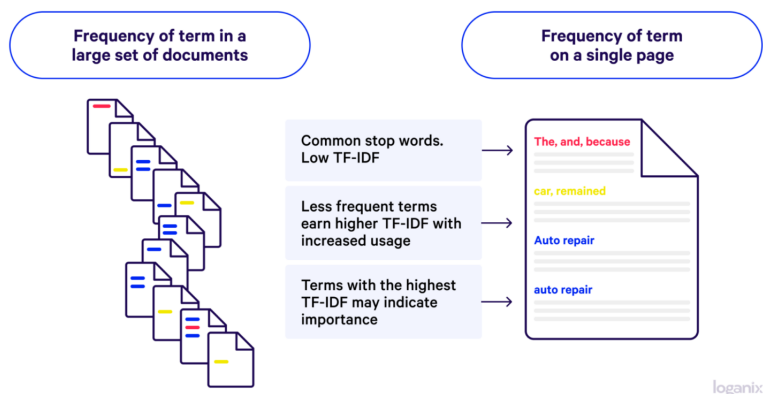 Frequency of term in a
large set of documents
Frequency of term
on a single page
Common stop words.
Low TF-IDF
Less frequent terms
earn higher TF-IDF with
increased usage
Terms with the highest
TF-IDF may indicate
importance
The, and, because
car, remained
Auto repair
auto repair
loganix